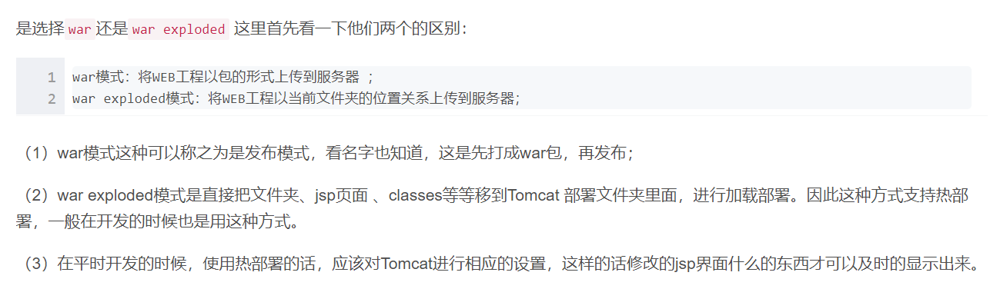 是选择 war 还是 war exploded 这里首先看一下他们两个的区别：
1 war模式：将WEB工程以包的形式上传到服务器 ；
2 war exploded模式：将WEB工程以当前文件夹的位置关系上传到服务器；
（1）war模式这种可以称之为是发布模式，看名字也知道，这是先打成war包，再发布；
（2）war exploded模式是直接把文件夹、jsp页面 、classes等等移到Tomcat 部署文件夹里面，进行加载部署。因此这种方式支持热部
署，一般在开发的时候也是用这种方式。
（3）在平时开发的时候，使用热部署的话，应该对Tomcat进行相应的设置，这样的话修改的jsp界面什么的东西才可以及时的显示出来。